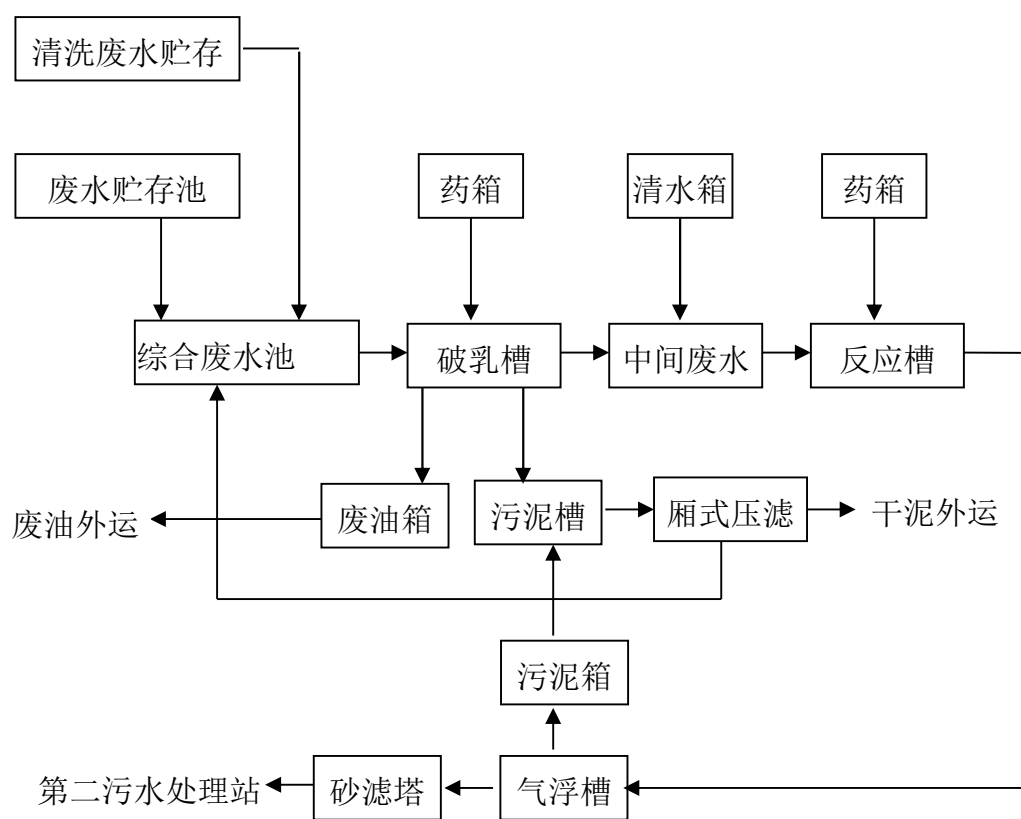 清洗废水贮存
废水贮存池
药箱
清水箱
药箱
综合废水池
破乳槽
中间废水
反应槽
废油外运
废油箱
污泥槽
厢式压滤
干泥外运
污泥箱
第二污水处理站
砂滤塔
气浮槽